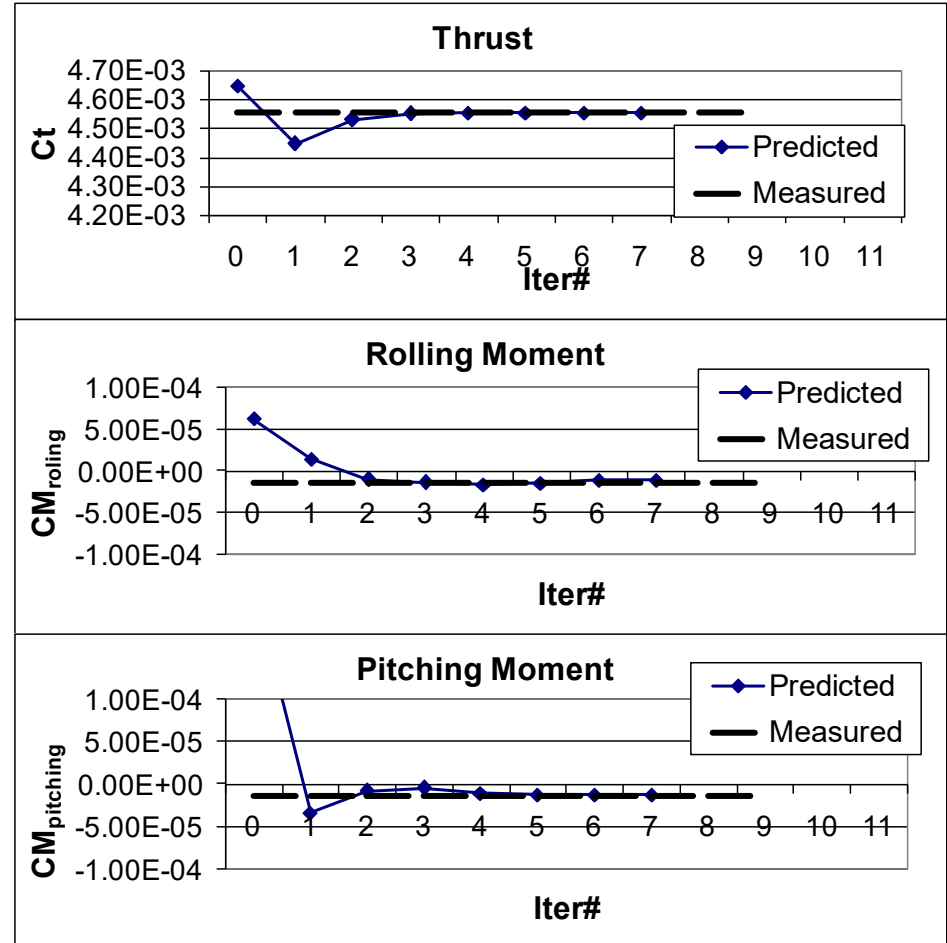 Thrust
4.70E-03
4.60E-03
4.50E-03
4.40E-03
4.30E-03
4.20E-03
Ct
Predicted
Measured
0 1 2 3 4 5 6 7 8 9 10 11
Iter#
Rolling Moment
1.00E-04
5.00E-05
0.00E+00
-5.00E-05
-1.00E-04
CMroling
Predicted
Measured
0 1 2 3 4 5 6 7 8 9 10 11
Iter#
Pitching Moment
1.00E-04
5.00E-05
0.00E+00
-5.00E-05
-1.00E-04
CMpitching
Predicted
Measured
0 1 2 3 4 5 6 7 8 9 10 11
Iter#